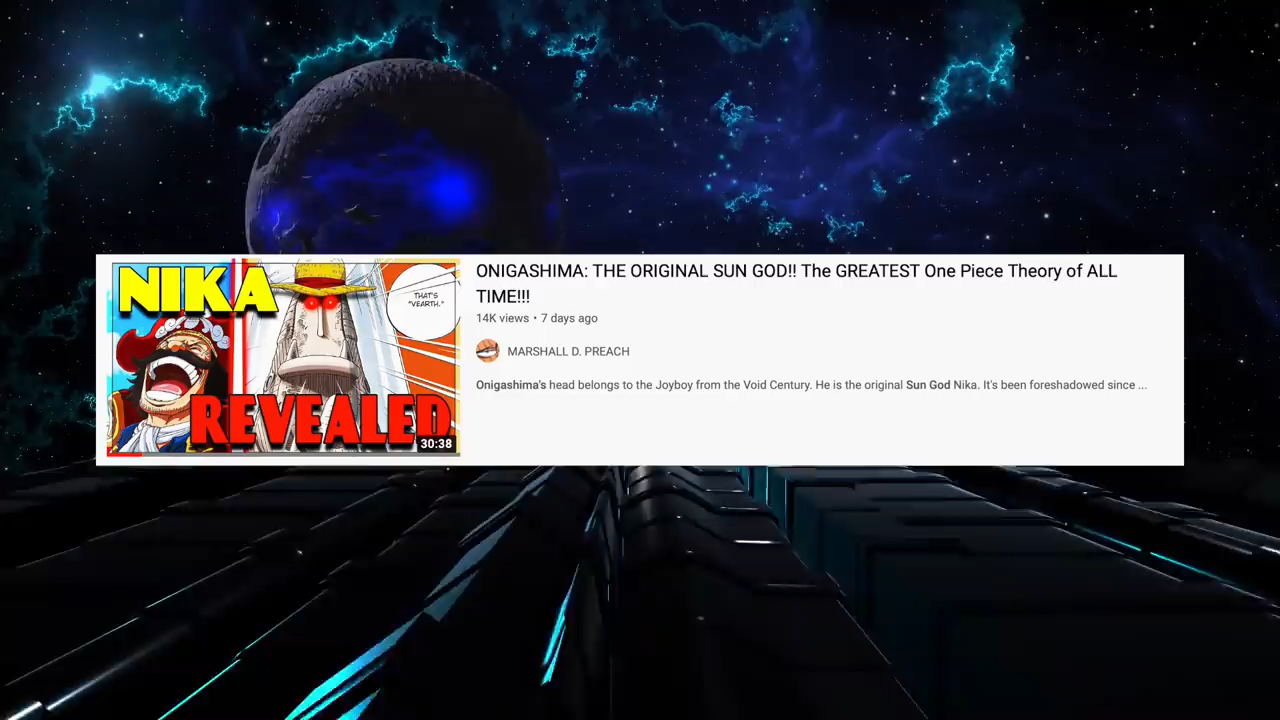 NIKA
THAT'S
"VEARTH."
REVEALED
30:38
ONIGASHIMA: THE ORIGINAL SUN GOD!! The GREATEST One Piece Theory of ALL
TIME!!!
14K views • 7 days ago
MARSHALL D. PREACH
Onigashima's head belongs to the Joyboy from the Void Century. He is the original Sun God Nika. It's been foreshadowed since ...